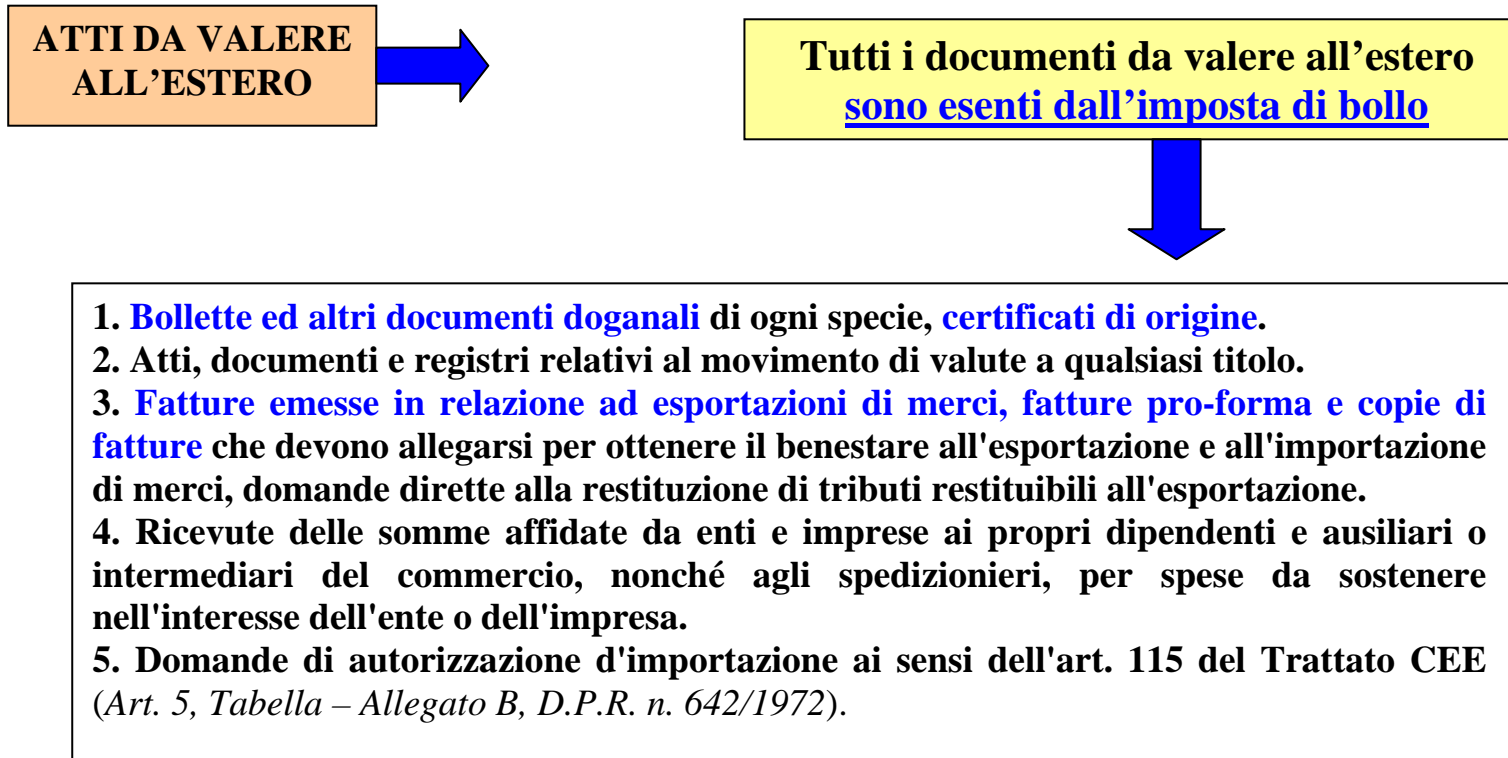 ATTI DA VALERE
ALL’ESTERO
Tutti i documenti da valere all’estero
sono esenti dall’imposta di bollo
1. Bollette ed altri documenti doganali di ogni specie, certificati di origine.
2. Atti, documenti e registri relativi al movimento di valute a qualsiasi titolo.
3. Fatture emesse in relazione ad esportazioni di merci, fatture pro-forma e copie di
fatture che devono allegarsi per ottenere il benestare all'esportazione e all'importazione
di merci, domande dirette alla restituzione di tributi restituibili all'esportazione.
4. Ricevute delle somme affidate da enti e imprese ai propri dipendenti e ausiliari o
intermediari del commercio, nonché agli spedizionieri, per spese da sostenere
nell'interesse dell'ente o dell'impresa.
5. Domande di autorizzazione d'importazione ai sensi dell'art. 115 del Trattato CEE
(Art. 5, Tabella – Allegato B, D.P.R. n. 642/1972).